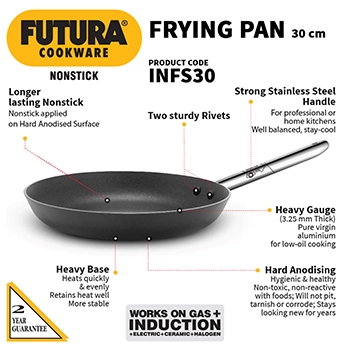 FUTURA®
COOKWARE
NONSTICK
FRYING PAN 30 cm
PRODUCT CODE
INFS30
Longer
lasting Nonstick
Nonstick applied
on Hard Anodised Surface
Two sturdy Rivets
Strong Stainless Steel
Handle
For professional or
home kitchens
Well balanced, stay-cool
Heavy Gauge
(3.25 mm Thick)
Pure virgin
aluminium
for low-oil cooking
Heavy Base
Heats quickly
& evenly
Retains heat well
More stable
Hard Anodising
Hygienic & healthy
Non-toxic, non-reactive
with foods; Will not pit,
tarnish or corrode; Stays
looking new for years
2
YEAR
GUARANTEE
WORKS ON GAS+
INDUCTION
+ELECTRIC+CERAMIC+HALOGEN